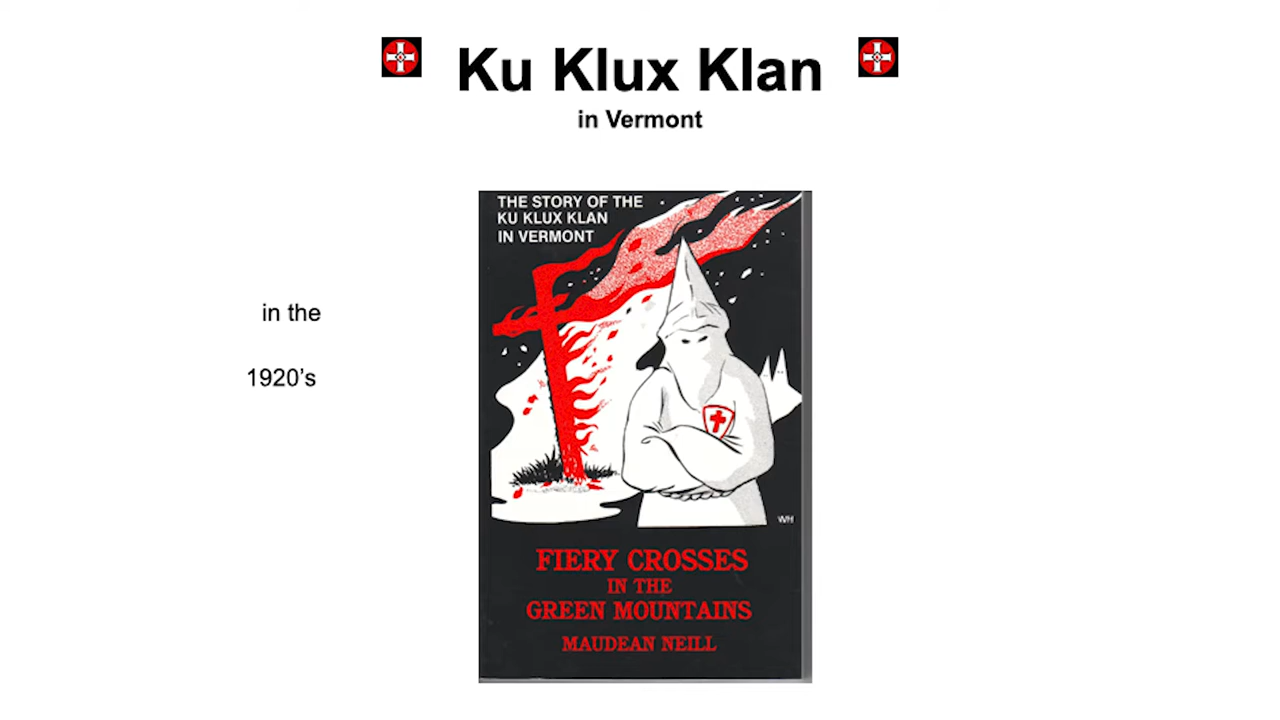 Ku Klux Klan
in Vermont
THE STORY OF THE
KU KLUX KLAN
IN VERMONT
in the
1920’s
WH
FIERY CROSSES
IN THE
GREEN MOUNTAINS
MAUDEAN NEILL